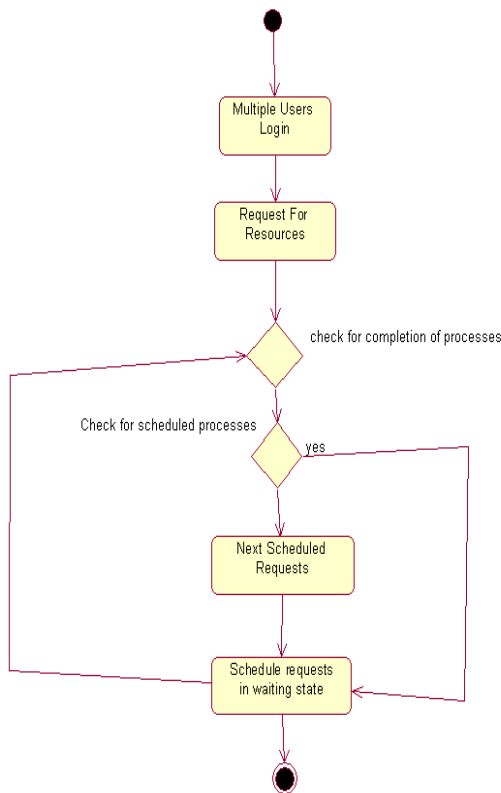 Multiple Users
Login
Request For
Resources
check for completion of processes
Check for scheduled processes
yes
Next Scheduled
Requests
Schedule requests
in waiting state